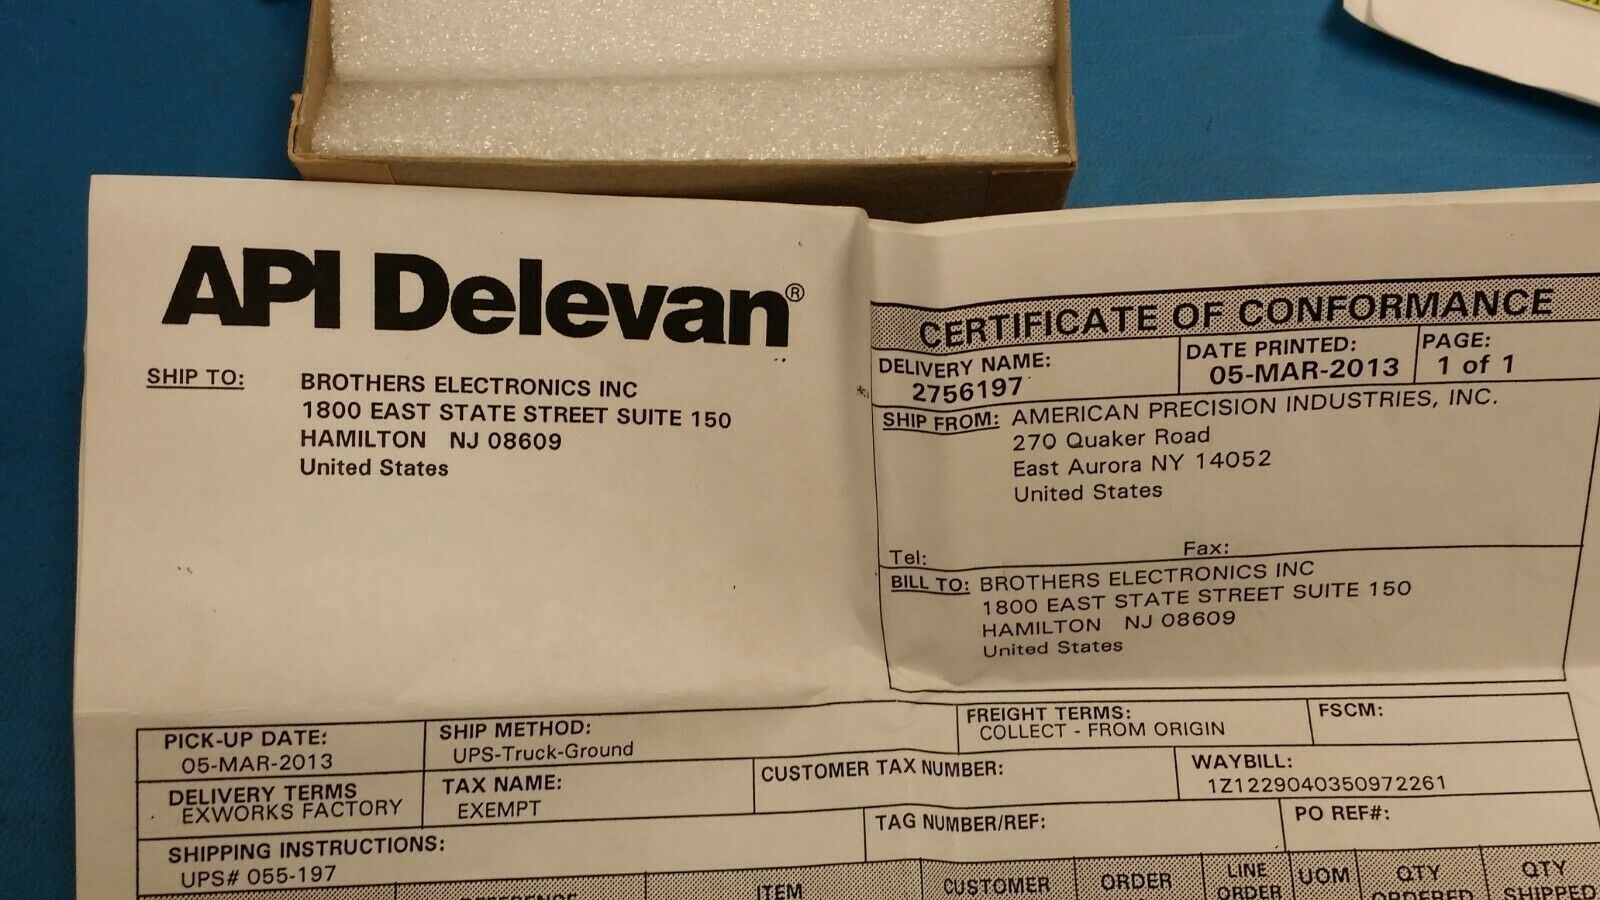 API Delevan®
SHIP TO:
BROTHERS ELECTRONICS INC
1800 EAST STATE STREET SUITE 150
HAMILTON NJ 08609
United States
CERTIFICATE OF CONFORMANCE
DELIVERY NAME:
2756197
DATE PRINTED:
05-MAR-2013
PAGE:
1 of 1
SHIP FROM: AMERICAN PRECISION INDUSTRIES, INC.
270 Quaker Road
East Aurora NY 14052
United States
Tel: Fax:
BILL TO: BROTHERS ELECTRONICS INC
1800 EAST STATE STREET SUITE 150
HAMILTON NJ 08609
United States
PICK-UP DATE:
05-MAR-2013
SHIP METHOD:
UPS-Truck-Ground
FREIGHT TERMS:
COLLECT - FROM ORIGIN
FSCM:
DELIVERY TERMS
EXWORKS FACTORY
TAX NAME:
EXEMPT
CUSTOMER TAX NUMBER:
WAYBILL:
1Z1229040350972261
SHIPPING INSTRUCTIONS:
UPS# 055-197
TAG NUMBER/REF:
PO REF#:
REFERENCE
ITEM
CUSTOMER
ORDER
LINE
ORDER
UOM
QTY
ORDERED
QTY
SHIPPED